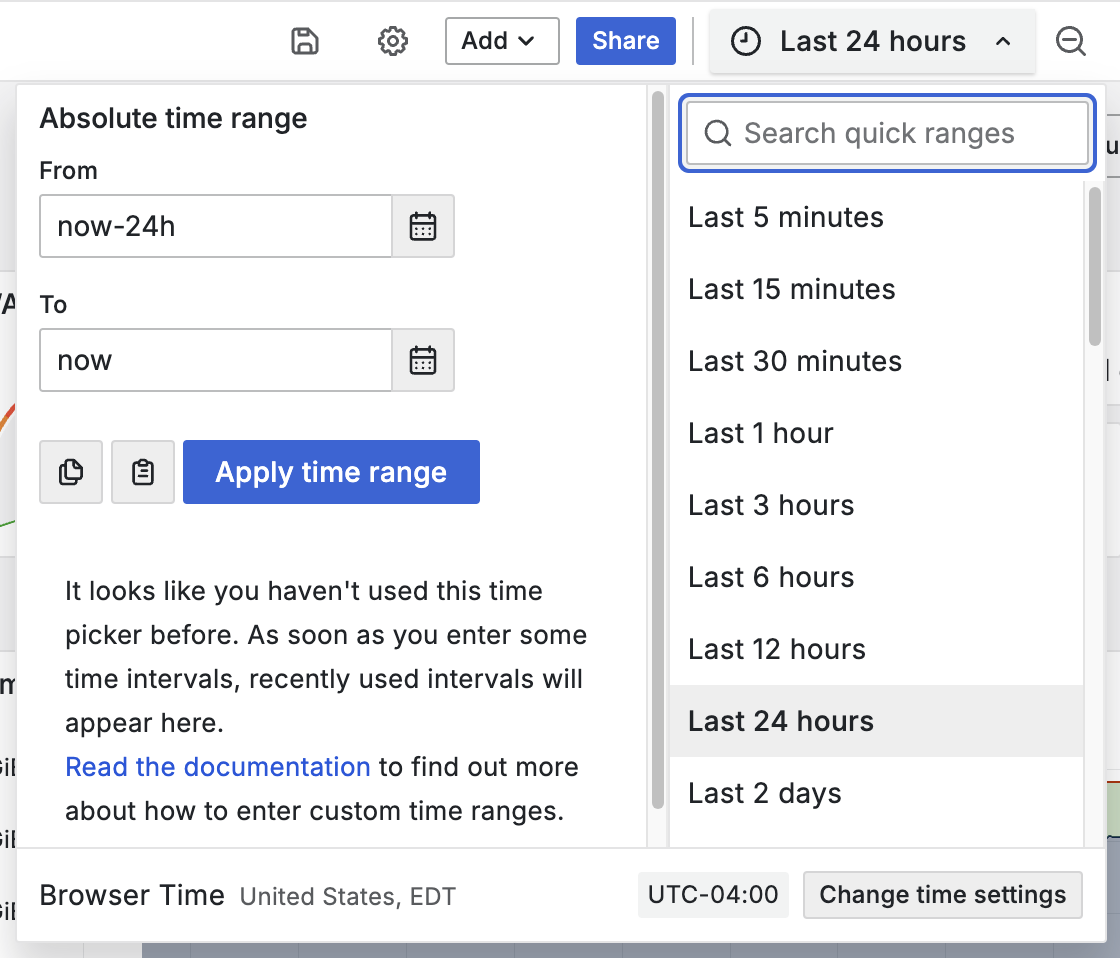 Add
Share
Last 24 hours
Absolute time range
From
now-24h
To
now
Apply time range
It looks like you haven't used this time
picker before. As soon as you enter some
time intervals, recently used intervals will
appear here.
Read the documentation to find out more
about how to enter custom time ranges.
Search quick ranges
Last 5 minutes
Last 15 minutes
Last 30 minutes
Last 1 hour
Last 3 hours
Last 6 hours
Last 12 hours
Last 24 hours
Last 2 days
Browser Time United States, EDT
UTC-04:00
Change time settings